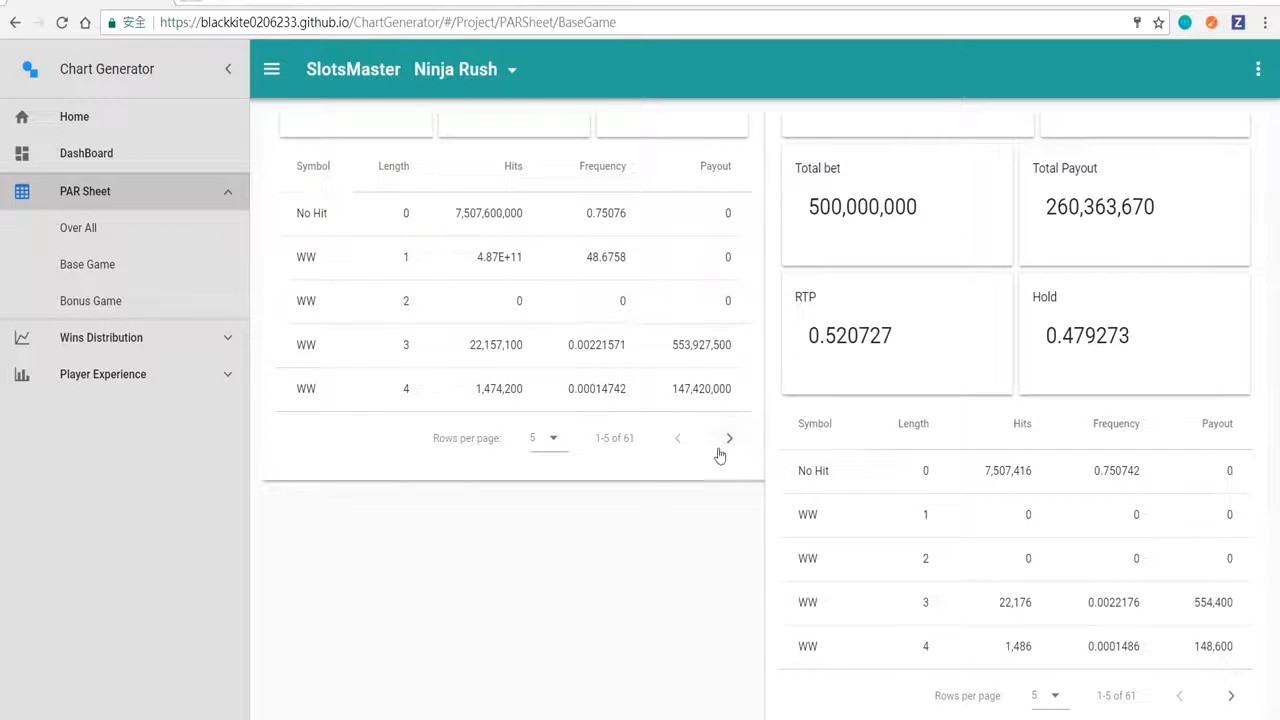 安全 https://blackkite0206233.github.io/ChartGenerator/#/Project/PARSheet/BaseGame
Z
Chart Generator
Home
DashBoard
PAR Sheet
Over All
Base Game
Bonus Game
Wins Distribution
Player Experience
SlotsMaster Ninja Rush
Symbol Length Hits Frequency Payout
No Hit 0 7,507,600,000 0.75076 0
WW 1 4.87E+11 48.6758 0
WW 2 0 0 0
WW 3 22,157,100 0.00221571 553,927,500
WW 4 1,474,200 0.00014742 147,420,000
Rows per page: 5 1-5 of 61
Total bet
500,000,000
Total Payout
260,363,670
RTP
0.520727
Hold
0.479273
Symbol Length Hits Frequency Payout
No Hit 0 7,507,416 0.750742 0
WW 1 0 0 0
WW 2 0 0 0
WW 3 22,176 0.0022176 554,400
WW 4 1,486 0.0001486 148,600
Rows per page: 5 1-5 of 61